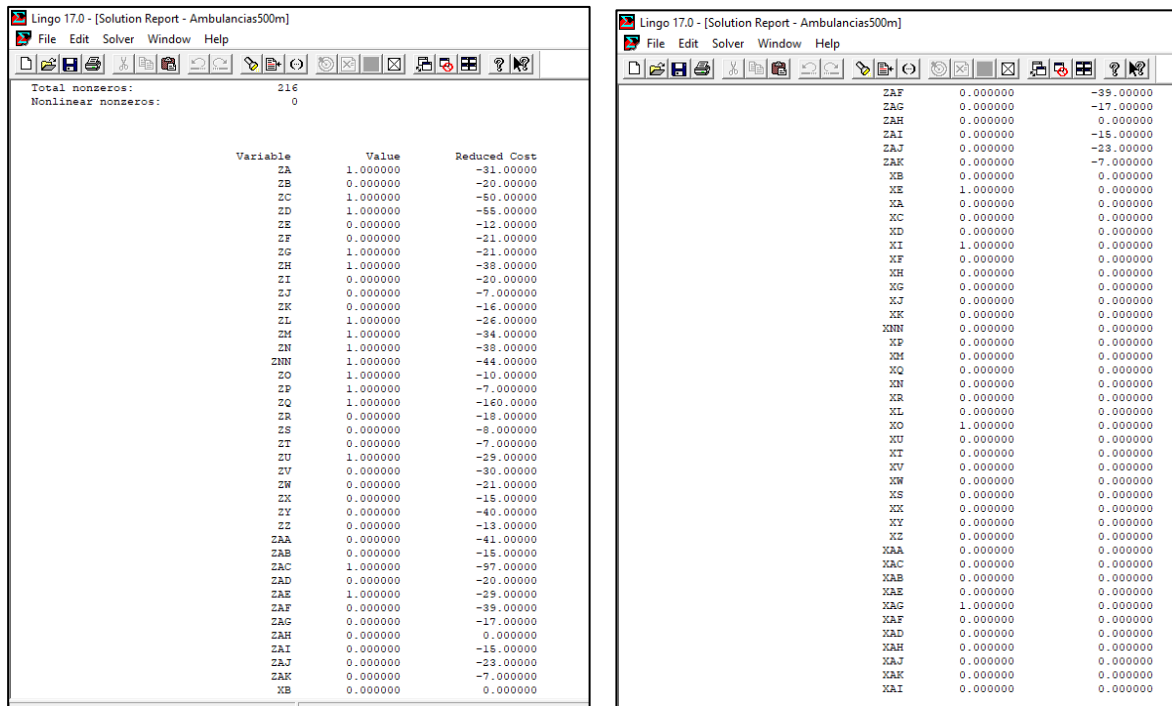 Lingo 17.0 - [Solution Report - Ambulancias500m]
File Edit Solver Window Help
Total nonzeros: 216
Nonlinear nonzeros: 0
Variable Value Reduced Cost
ZA 1.000000 -31.00000
ZB 0.000000 -20.00000
ZC 1.000000 -50.00000
ZD 1.000000 -55.00000
ZE 0.000000 -12.00000
ZF 0.000000 -21.00000
ZG 1.000000 -21.00000
ZH 1.000000 -38.00000
ZI 0.000000 -20.00000
ZJ 0.000000 -7.000000
ZK 0.000000 -16.00000
ZL 1.000000 -26.00000
ZM 1.000000 -34.00000
ZN 1.000000 -38.00000
ZNN 1.000000 -44.00000
ZO 1.000000 -10.00000
ZP 1.000000 -7.000000
ZQ 1.000000 -160.0000
ZR 0.000000 -18.00000
ZS 0.000000 -8.000000
ZT 0.000000 -7.000000
ZU 1.000000 -29.00000
ZV 0.000000 -30.00000
ZW 0.000000 -21.00000
ZX 0.000000 -15.00000
ZY 0.000000 -40.00000
ZZ 0.000000 -13.00000
ZAA 0.000000 -41.00000
ZAB 0.000000 -15.00000
ZAC 1.000000 -97.00000
ZAD 0.000000 -20.00000
ZAE 1.000000 -29.00000
ZAF 0.000000 -39.00000
ZAG 0.000000 -17.00000
ZAH 0.000000 0.000000
ZAI 0.000000 -15.00000
ZAJ 0.000000 -23.00000
ZAK 0.000000 -7.000000
XB 0.000000 0.000000
Lingo 17.0 - [Solution Report - Ambulancias500m]
File Edit Solver Window Help
ZAF 0.000000 -39.00000
ZAG 0.000000 -17.00000
ZAH 0.000000 0.000000
ZAI 0.000000 -15.00000
ZAJ 0.000000 -23.00000
ZAK 0.000000 -7.000000
XB 0.000000 0.000000
XE 1.000000 0.000000
XA 0.000000 0.000000
XC 0.000000 0.000000
XD 0.000000 0.000000
XI 1.000000 0.000000
XF 0.000000 0.000000
XH 0.000000 0.000000
XG 0.000000 0.000000
XJ 0.000000 0.000000
XK 0.000000 0.000000
XNN 0.000000 0.000000
XP 0.000000 0.000000
XM 0.000000 0.000000
XQ 0.000000 0.000000
XN 0.000000 0.000000
XR 0.000000 0.000000
XL 0.000000 0.000000
XO 1.000000 0.000000
XU 0.000000 0.000000
XT 0.000000 0.000000
XV 0.000000 0.000000
XW 0.000000 0.000000
XS 0.000000 0.000000
XX 0.000000 0.000000
XY 0.000000 0.000000
XZ 0.000000 0.000000
XAA 0.000000 0.000000
XAC 0.000000 0.000000
XAB 0.000000 0.000000
XAE 0.000000 0.000000
XAG 1.000000 0.000000
XAF 0.000000 0.000000
XAD 0.000000 0.000000
XAH 0.000000 0.000000
XAJ 0.000000 0.000000
XAK 0.000000 0.000000
XAI 0.000000 0.000000